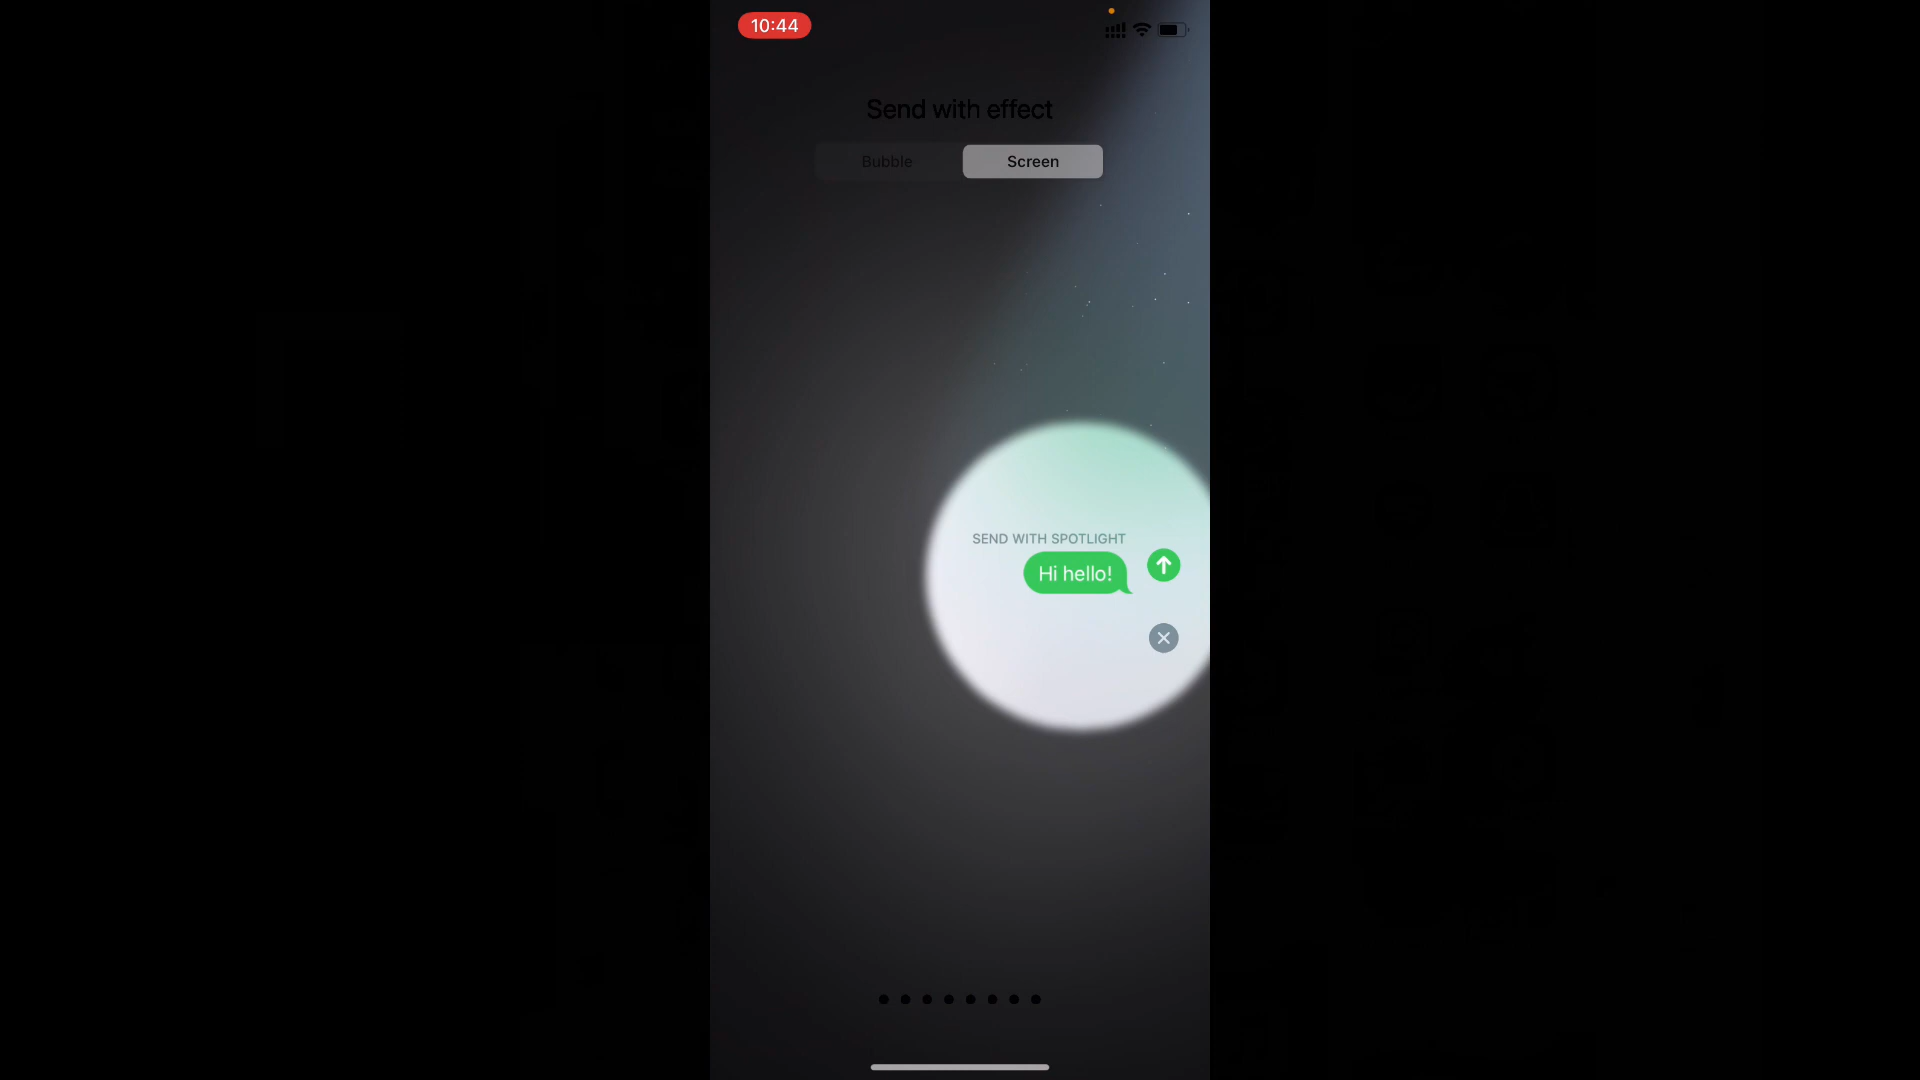 10:44
Send with effect
Bubble
Screen
SEND WITH SPOTLIGHT
Hi hello!